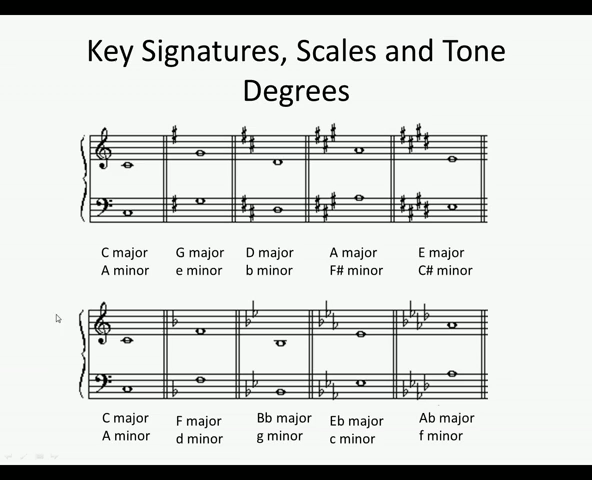 Key Signatures, Scales and Tone
Degrees
C major G major D major A major E major
A minor e minor b minor F# minor C# minor
C major F major Bb major Eb major Ab major
A minor d minor g minor c minor f minor